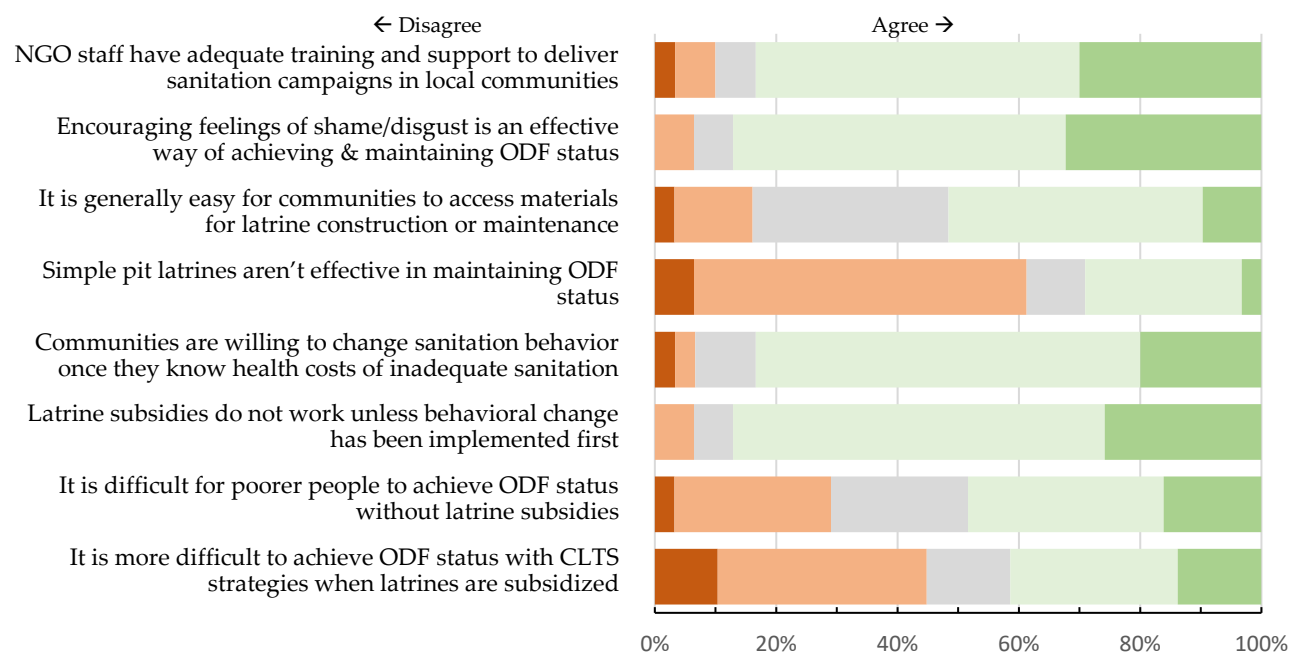 ← Disagree Agree →
NGO staff have adequate training and support to deliver
sanitation campaigns in local communities
Encouraging feelings of shame/disgust is an effective
way of achieving & maintaining ODF status
It is generally easy for communities to access materials
for latrine construction or maintenance
Simple pit latrines aren't effective in maintaining ODF
status
Communities are willing to change sanitation behavior
once they know health costs of inadequate sanitation
Latrine subsidies do not work unless behavioral change
has been implemented first
It is difficult for poorer people to achieve ODF status
without latrine subsidies
It is more difficult to achieve ODF status with CLTS
strategies when latrines are subsidized
0% 20% 40% 60% 80% 100%